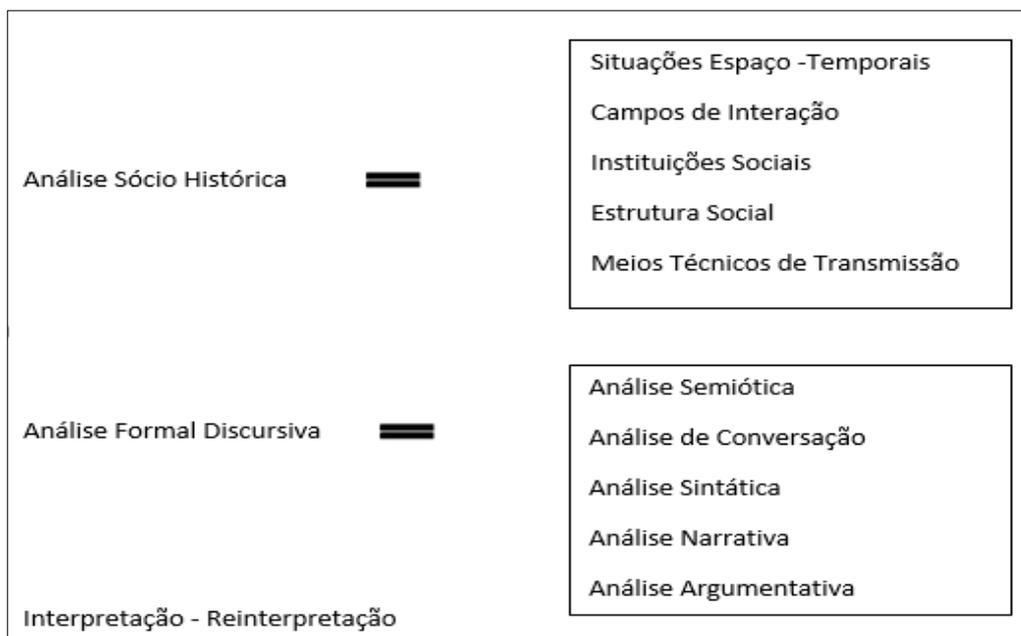 Análise Sócio Histórica
Situações Espaço -Temporais
Campos de Interação
Instituições Sociais
Estrutura Social
Meios Técnicos de Transmissão
Análise Formal Discursiva
Análise Semiótica
Análise de Conversação
Análise Sintática
Análise Narrativa
Análise Argumentativa
Interpretação - Reinterpretação